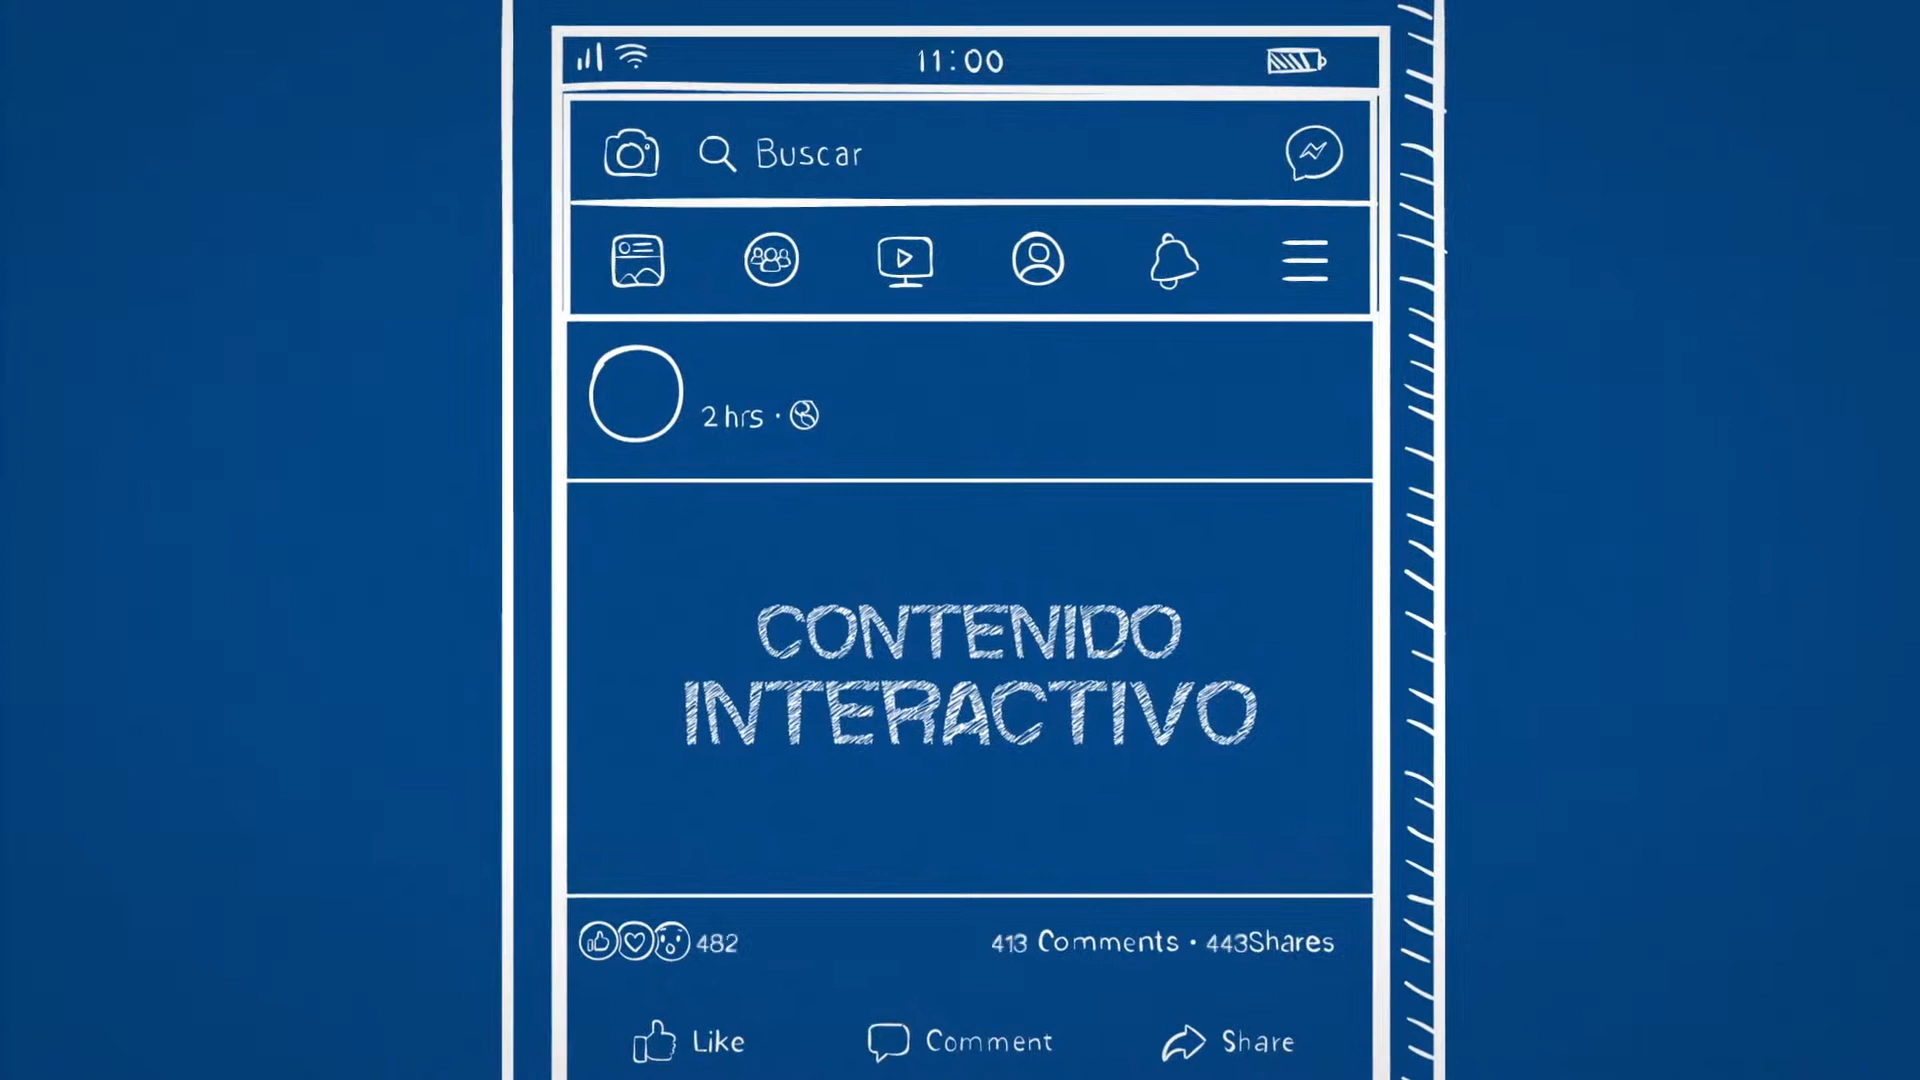 11:00
Buscar
2 hrs ·
CONTENIDO
INTERACTIVO
482
413 Comments · 443Shares
Like
Comment
Share